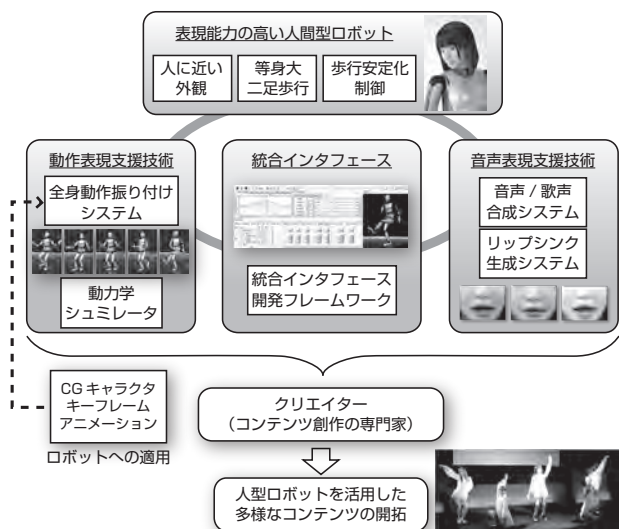 表現能力の高い人間型ロボット
人に近い
外観
等身大
二足歩行
歩行安定化
制御
動作表現支援技術
全身動作振り付け
システム
動力学
シュミレータ
統合インタフェース
統合インタフェース
開発フレームワーク
音声表現支援技術
音声 / 歌声
合成システム
リップシンク
生成システム
CG キャラクタ
キーフレーム
アニメーション
ロボットへの適用
クリエイター
（コンテンツ創作の専門家）
人型ロボットを活用した
多様なコンテンツの開拓